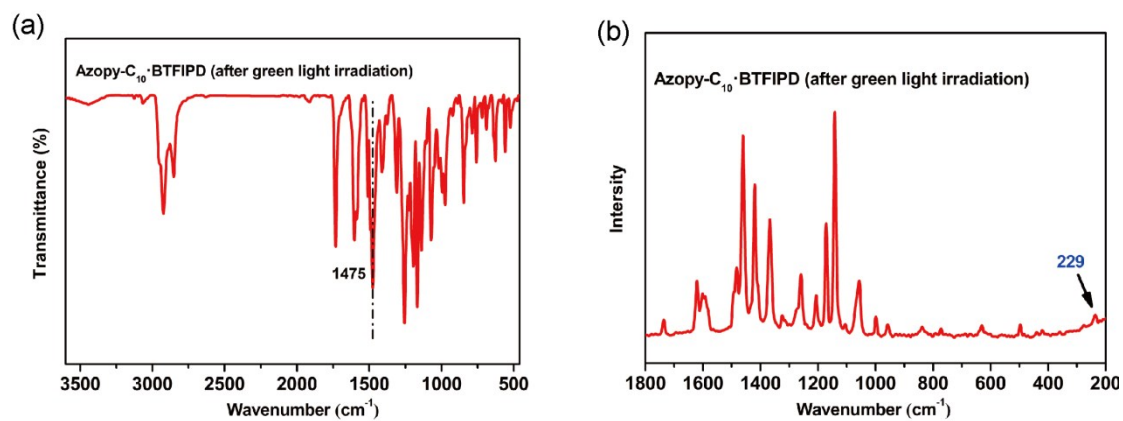 (a)
Azopy-C₁₀·BTFIPD (after green light irradiation)
Transmittance (%)
1475
3500 3000 2500 2000 1500 1000 500
Wavenumber (cm⁻¹)
(b)
Azopy-C₁₀·BTFIPD (after green light irradiation)
Intersity
229
1800 1600 1400 1200 1000 800 600 400 200
Wavenumber (cm⁻¹)